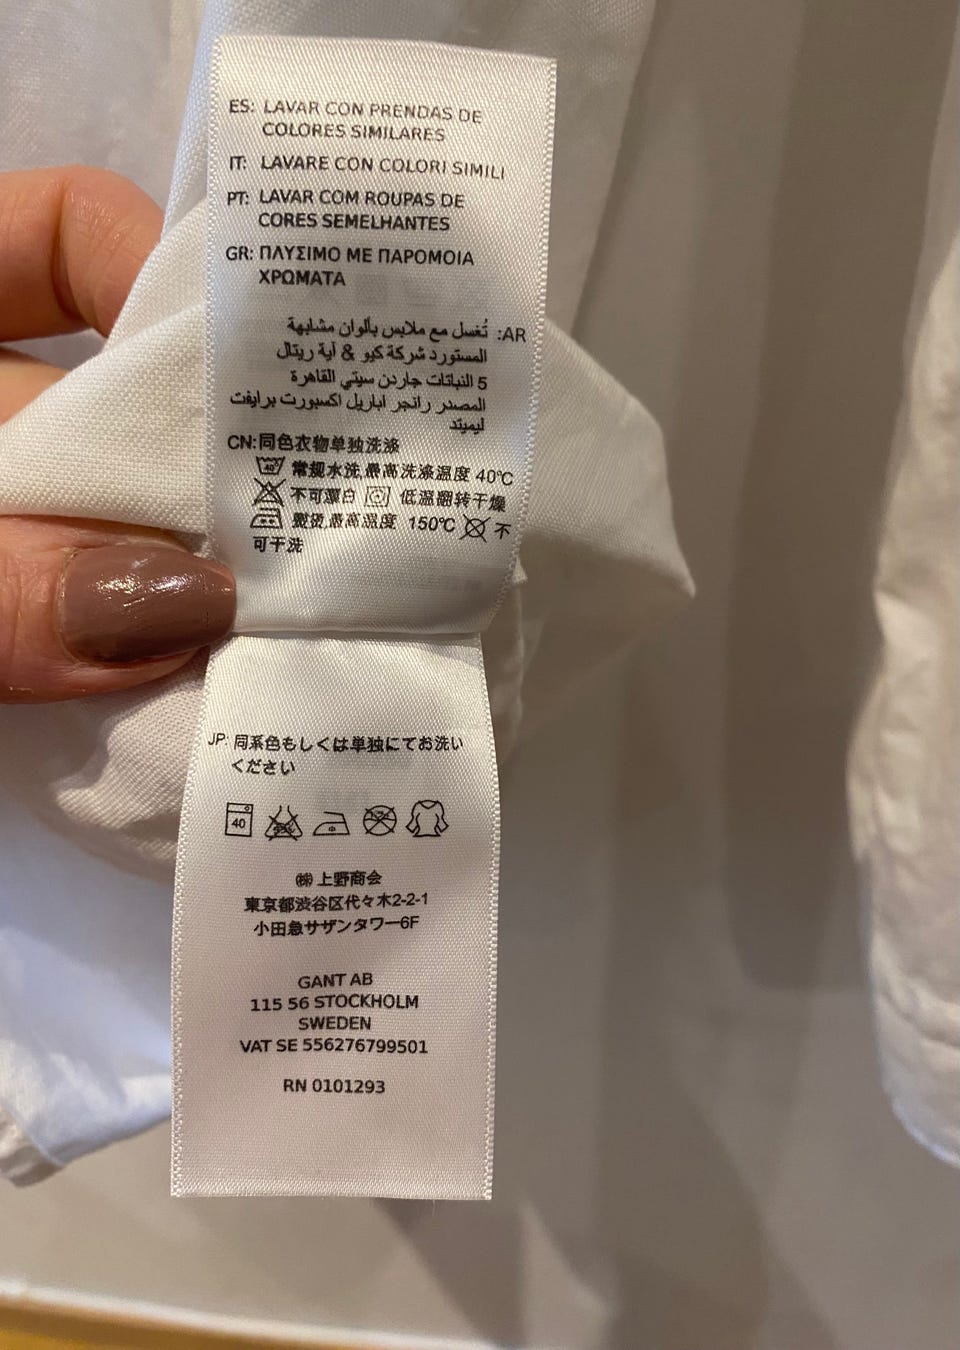 ES: LAVAR CON PRENDAS DE
COLORES SIMILARES
IT: LAVARE CON COLORI SIMILI
PT: LAVAR COM ROUPAS DE
CORES SEMELHANTES
GR: ΠΛΥΣΙΜΟ ΜΕ ΠΑΡΟΜΟΙΑ
ΧΡΩΜΑΤΑ
AR: تُغسل مع ملابس بألوان مشابهة
المستورد شركة كيو & أية ريتال
5 النباتات جاردن سيتي القاهرة
المصدر رانجر اباريل اكسبورت برايفت
ليميتد
CN:同色衣物单独洗涤
40° 常规水洗,最高洗涤温度 40℃
不可漂白 低温翻转干燥
熨烫,最高温度 150℃ 不
可干洗
JP: 同系色もしくは単独にてお洗い
ください
40
㈱ 上野商会
東京都渋谷区代々木2-2-1
小田急サザンタワー6F
GANT AB
115 56 STOCKHOLM
SWEDEN
VAT SE 556276799501
RN 0101293